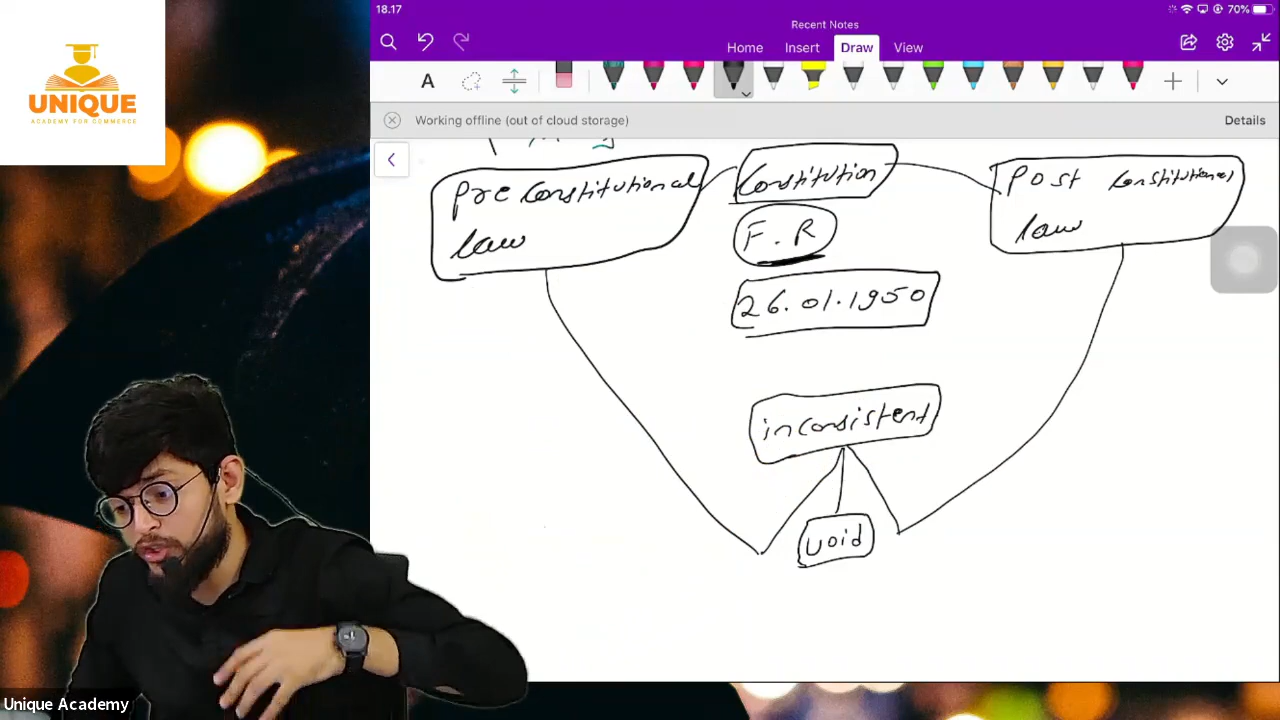 UNIQUE
ACADEMY FOR COMMERCE
18.17
70%
Recent Notes
Home Insert Draw View
A
Working offline (out of cloud storage)
Details
Pre Constitutional
law
Constitution
F.R
26.01.1950
Post Constitutional
law
inconsistent
void
Unique Academy